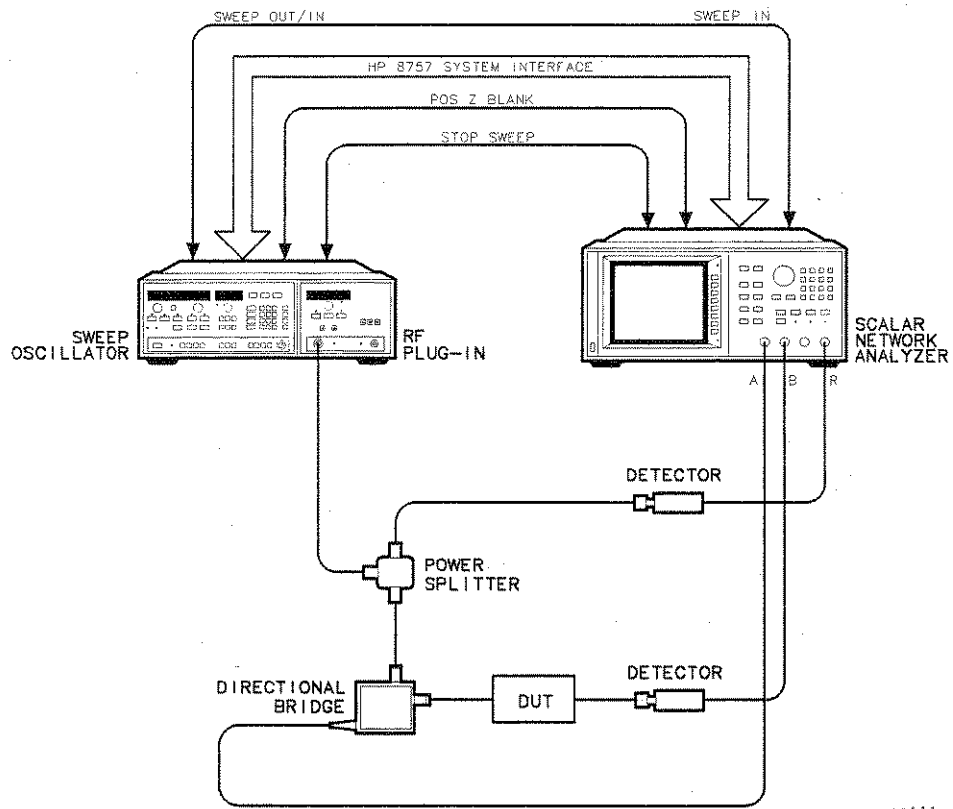 SWEEP OUT/IN
SWEEP IN
HP 8757 SYSTEM INTERFACE
POS Z BLANK
STOP SWEEP
SWEEP
OSCILLATOR
RF
PLUG-IN
SCALAR
NETWORK
ANALYZER
A
B
R
DETECTOR
POWER
SPLITTER
DIRECTIONAL
BRIDGE
DUT
DETECTOR